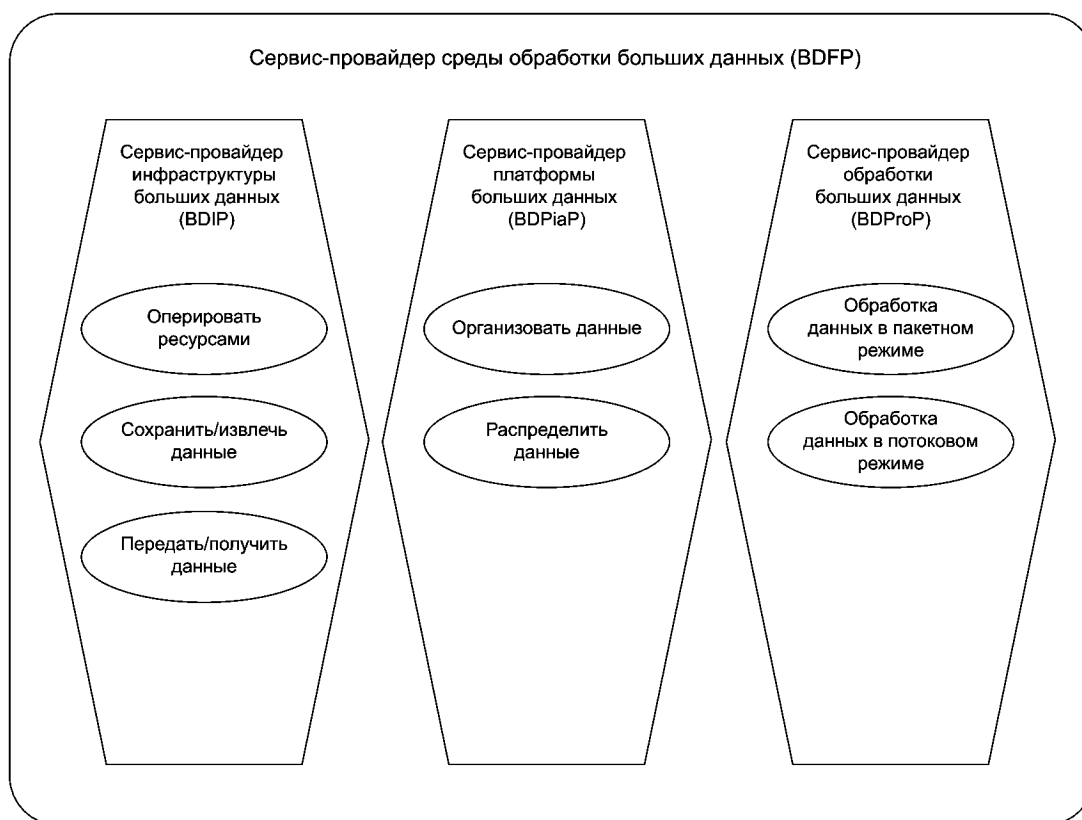 Сервис-провайдер среды обработки больших данных (BDFP)
Сервис-провайдер
инфраструктуры
больших данных
(BDIP)
Оперировать
ресурсами
Сохранить/извлечь
данные
Передать/получить
данные
Сервис-провайдер
платформы
больших данных
(BDPiaP)
Организовать данные
Распределить
данные
Сервис-провайдер
обработки
больших данных
(BDProP)
Обработка
данных в пакетном
режиме
Обработка
данных в потоковом
режиме